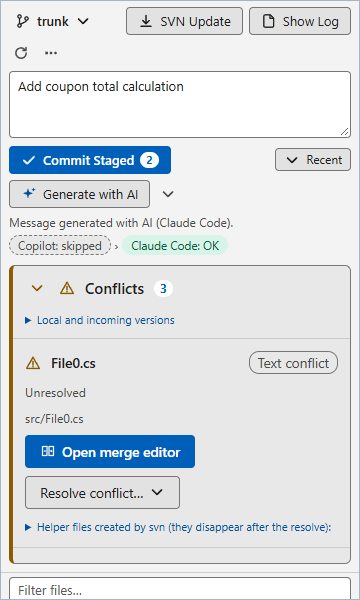 trunk
SVN Update
Show Log
Add coupon total calculation
Commit Staged 2
Recent
Generate with AI
Message generated with AI (Claude Code).
Copilot: skipped › Claude Code: OK
Conflicts 3
Local and incoming versions
File0.cs
Text conflict
Unresolved
src/File0.cs
Open merge editor
Resolve conflict...
Helper files created by svn (they disappear after the resolve):
Filter files...